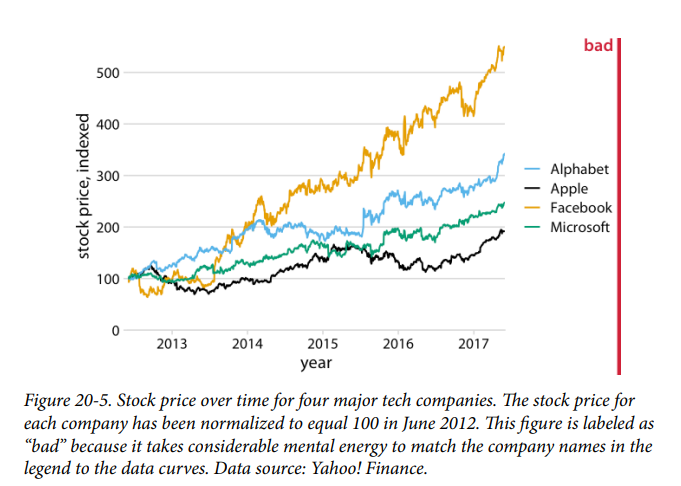 bad
500
400
300
200
100
0
stock price, indexed
2013 2014 2015 2016 2017
year
Alphabet
Apple
Facebook
Microsoft
Figure 20-5. Stock price over time for four major tech companies. The stock price for
each company has been normalized to equal 100 in June 2012. This figure is labeled as
“bad” because it takes considerable mental energy to match the company names in the
legend to the data curves. Data source: Yahoo! Finance.